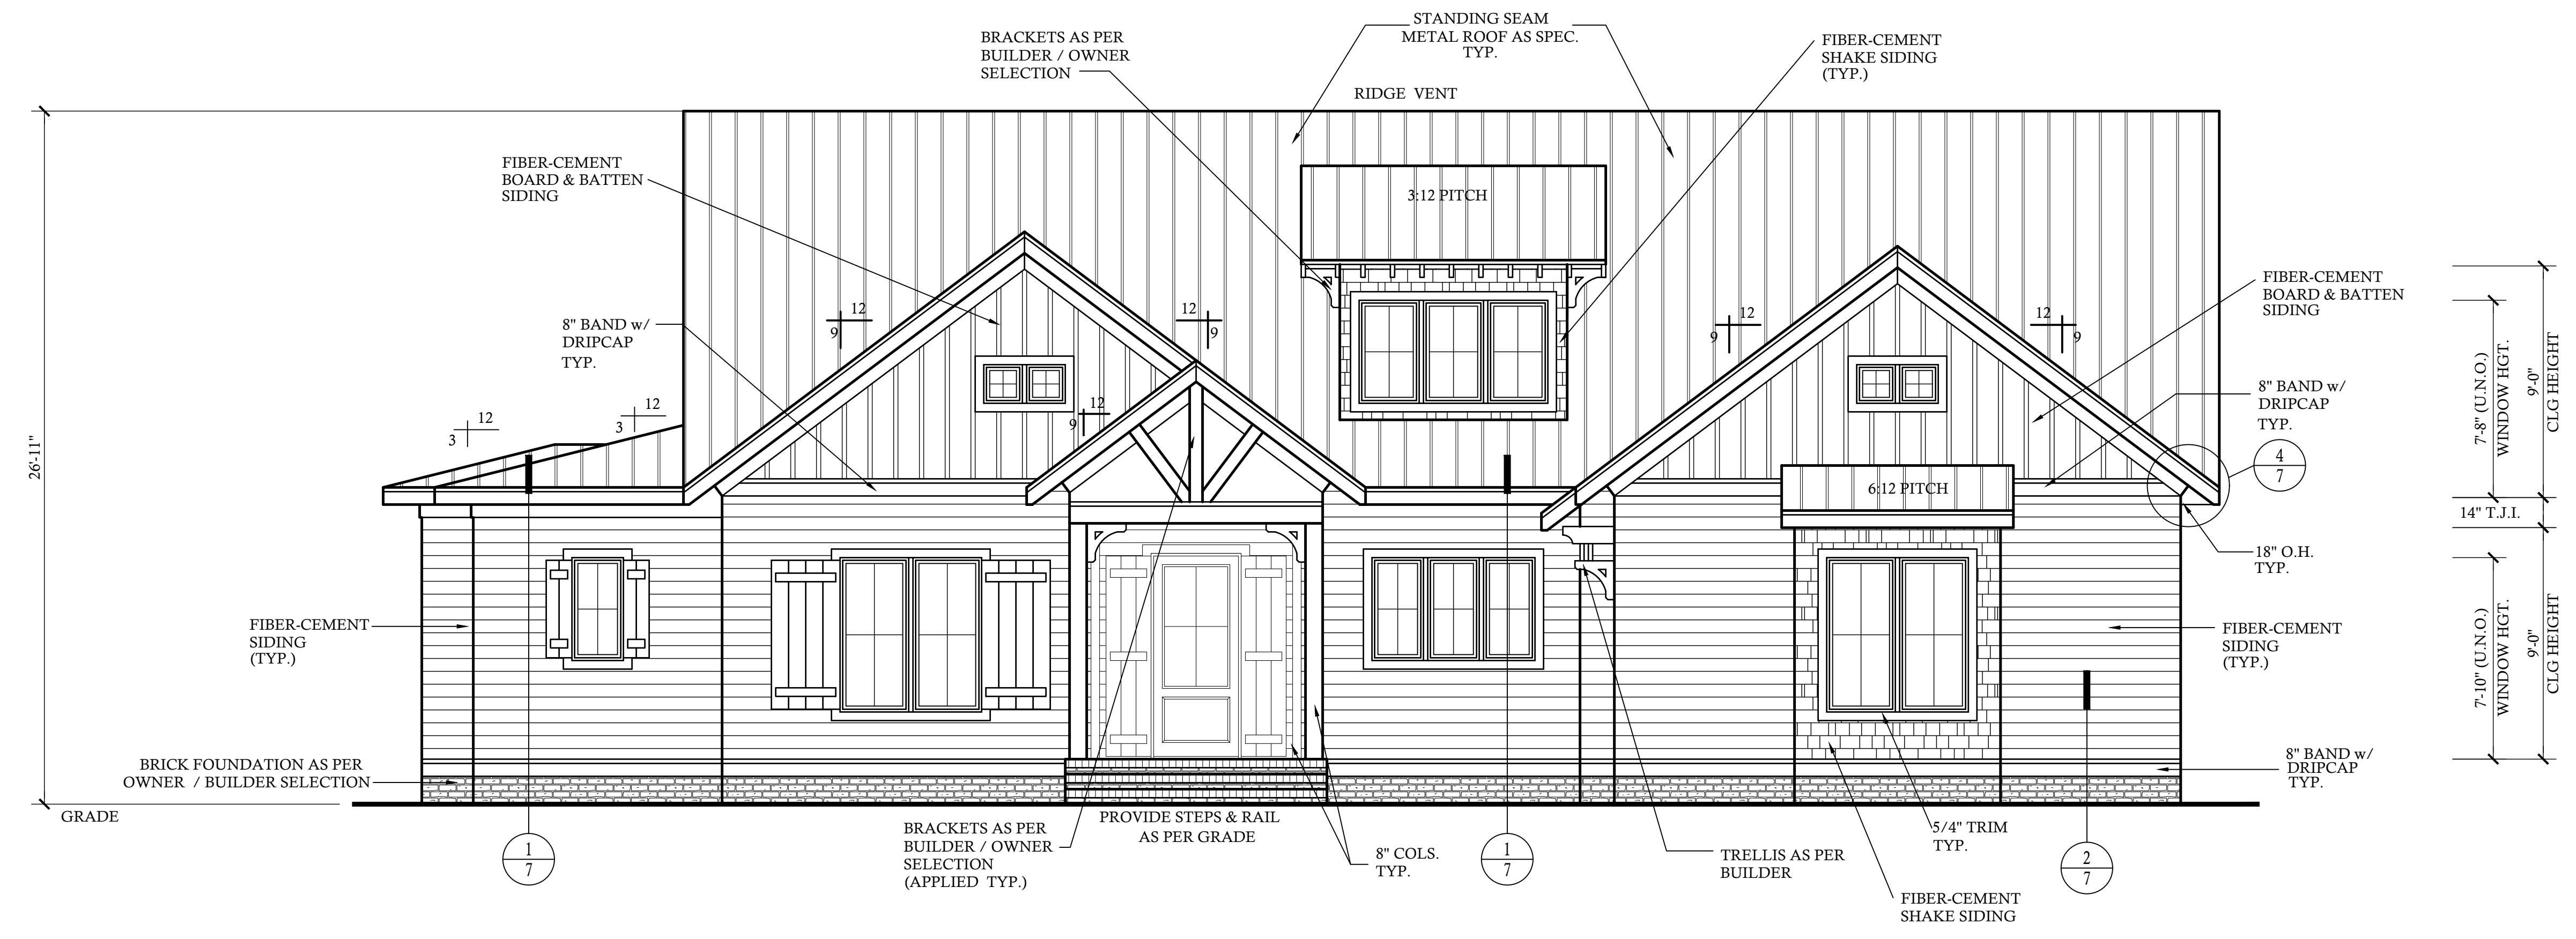 STANDING SEAM
METAL ROOF AS SPEC.
TYP.
BRACKETS AS PER
BUILDER / OWNER
SELECTION
FIBER-CEMENT
SHAKE SIDING
(TYP.)
RIDGE VENT
FIBER-CEMENT
BOARD & BATTEN
SIDING
3:12 PITCH
8" BAND w/
DRIPCAP
TYP.
12
9
12
9
12
9
12
9
12
9
12
3
12
3
FIBER-CEMENT
BOARD & BATTEN
SIDING
8" BAND w/
DRIPCAP
TYP.
4
7
6:12 PITCH
18" O.H.
TYP.
26'-11"
7'-8" (U.N.O.)
WINDOW HGT.
9'-0"
CLG HEIGHT
14" T.J.I.
7'-10" (U.N.O.)
WINDOW HGT.
9'-0"
CLG HEIGHT
FIBER-CEMENT
SIDING
(TYP.)
FIBER-CEMENT
SIDING
(TYP.)
BRICK FOUNDATION AS PER
OWNER / BUILDER SELECTION
8" BAND w/
DRIPCAP
TYP.
GRADE
1
7
BRACKETS AS PER
BUILDER / OWNER
SELECTION
(APPLIED TYP.)
PROVIDE STEPS & RAIL
AS PER GRADE
8" COLS.
TYP.
1
7
TRELLIS AS PER
BUILDER
5/4" TRIM
TYP.
2
7
FIBER-CEMENT
SHAKE SIDING